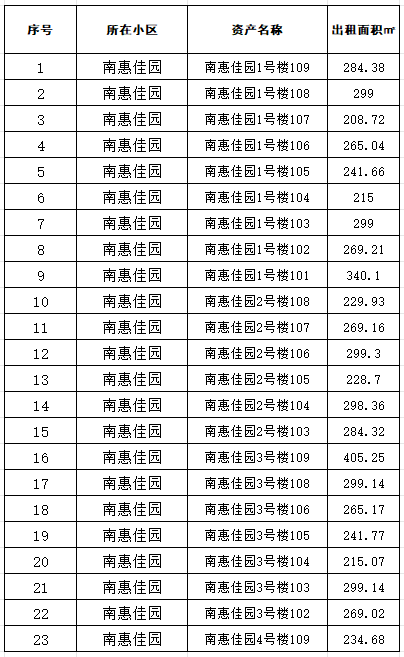 序号 所在小区 资产名称 出租面积㎡
1 南惠佳园 南惠佳园1号楼109 284.38
2 南惠佳园 南惠佳园1号楼108 299
3 南惠佳园 南惠佳园1号楼107 208.72
4 南惠佳园 南惠佳园1号楼106 265.04
5 南惠佳园 南惠佳园1号楼105 241.66
6 南惠佳园 南惠佳园1号楼104 215
7 南惠佳园 南惠佳园1号楼103 299
8 南惠佳园 南惠佳园1号楼102 269.21
9 南惠佳园 南惠佳园1号楼101 340.1
10 南惠佳园 南惠佳园2号楼108 229.93
11 南惠佳园 南惠佳园2号楼107 269.16
12 南惠佳园 南惠佳园2号楼106 299.3
13 南惠佳园 南惠佳园2号楼105 228.7
14 南惠佳园 南惠佳园2号楼104 298.36
15 南惠佳园 南惠佳园2号楼103 284.32
16 南惠佳园 南惠佳园3号楼109 405.25
17 南惠佳园 南惠佳园3号楼108 299.14
18 南惠佳园 南惠佳园3号楼106 265.17
19 南惠佳园 南惠佳园3号楼105 241.77
20 南惠佳园 南惠佳园3号楼104 215.07
21 南惠佳园 南惠佳园3号楼103 299.14
22 南惠佳园 南惠佳园3号楼102 269.02
23 南惠佳园 南惠佳园4号楼109 234.68